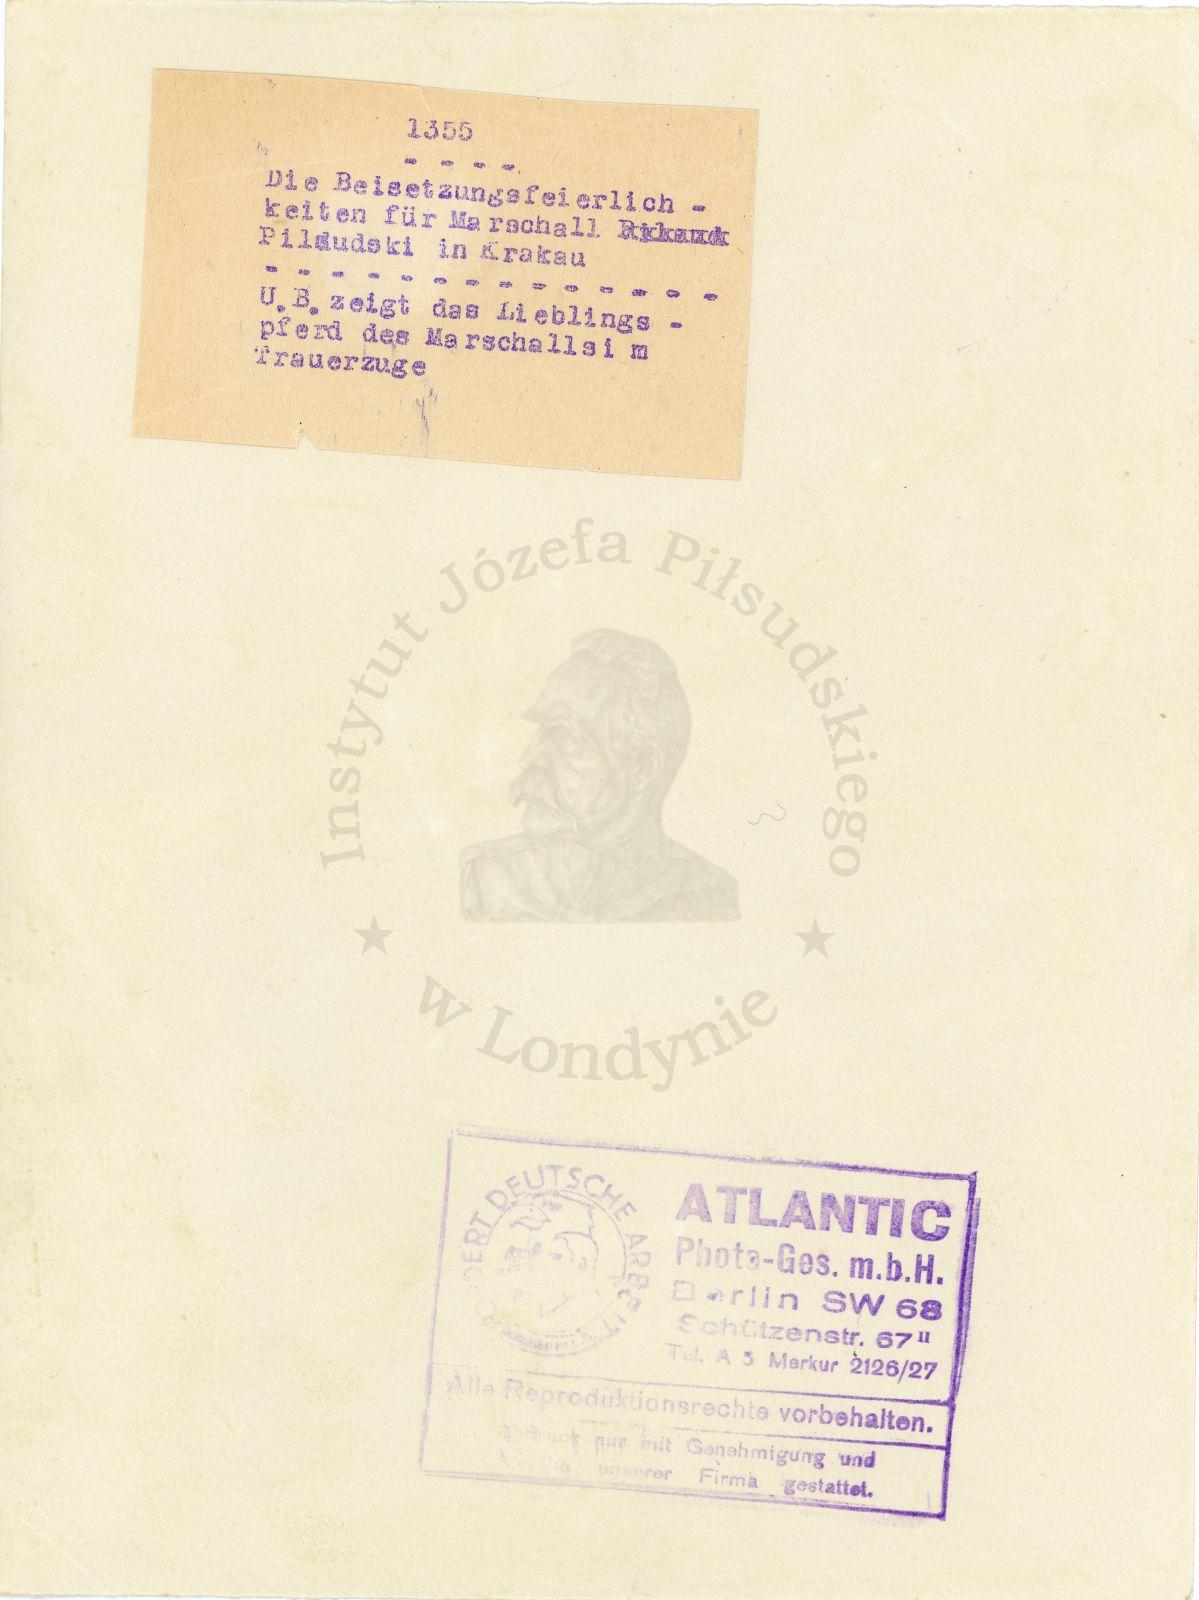 1355
- - - -
Die Beisetzungsfeierlich -
keiten für Marschall
Pilsudski in Krakau
- - - - - - - - - - - - - -
U.B. zeigt das Lieblings -
pferd des Marschallsi m
Trauerzuge
Instytut Józefa Piłsudskiego
w Londynie
DEUTSCHE
ATLANTIC
Photo-Ges. m.b.H.
Berlin SW 68
Schützenstr. 67 II
Tel. A 5 Merkur 2126/27
Alle Reproduktionsrechte vorbehalten.
nur mit Genehmigung und
unserer Firma gestattet.